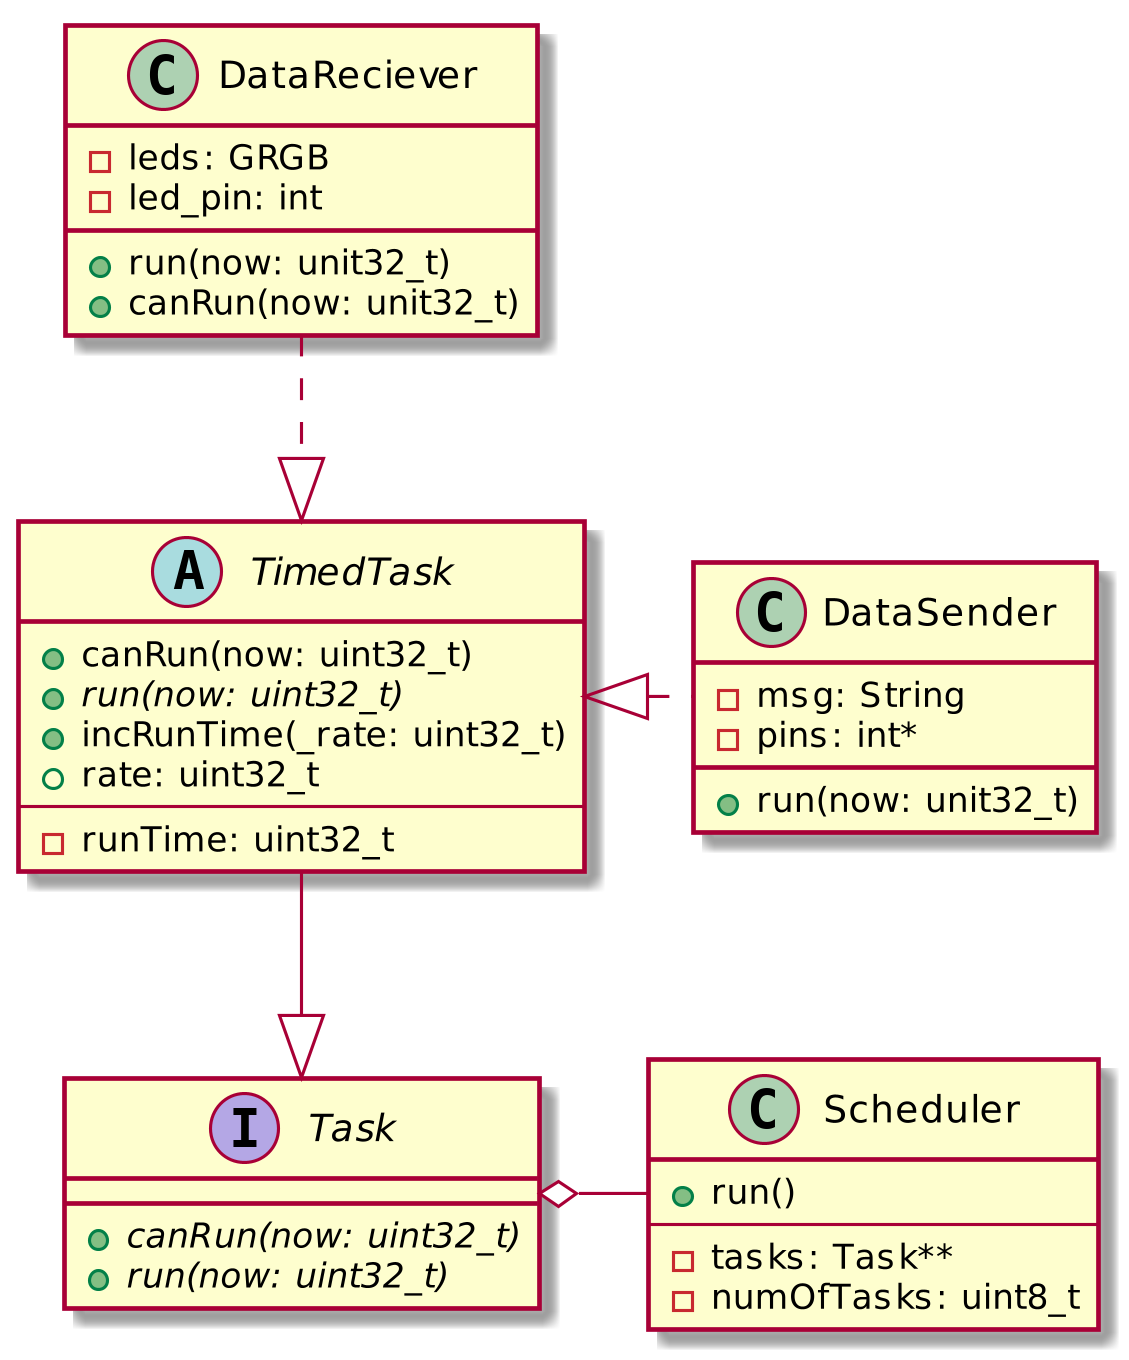 C DataReciever
leds: GRGB
led_pin: int
run(now: unit32_t)
canRun(now: unit32_t)
A TimedTask
canRun(now: uint32_t)
run(now: uint32_t)
incRunTime(_rate: uint32_t)
rate: uint32_t
runTime: uint32_t
C DataSender
msg: String
pins: int*
run(now: unit32_t)
I Task
canRun(now: uint32_t)
run(now: uint32_t)
C Scheduler
run()
tasks: Task**
numOfTasks: uint8_t